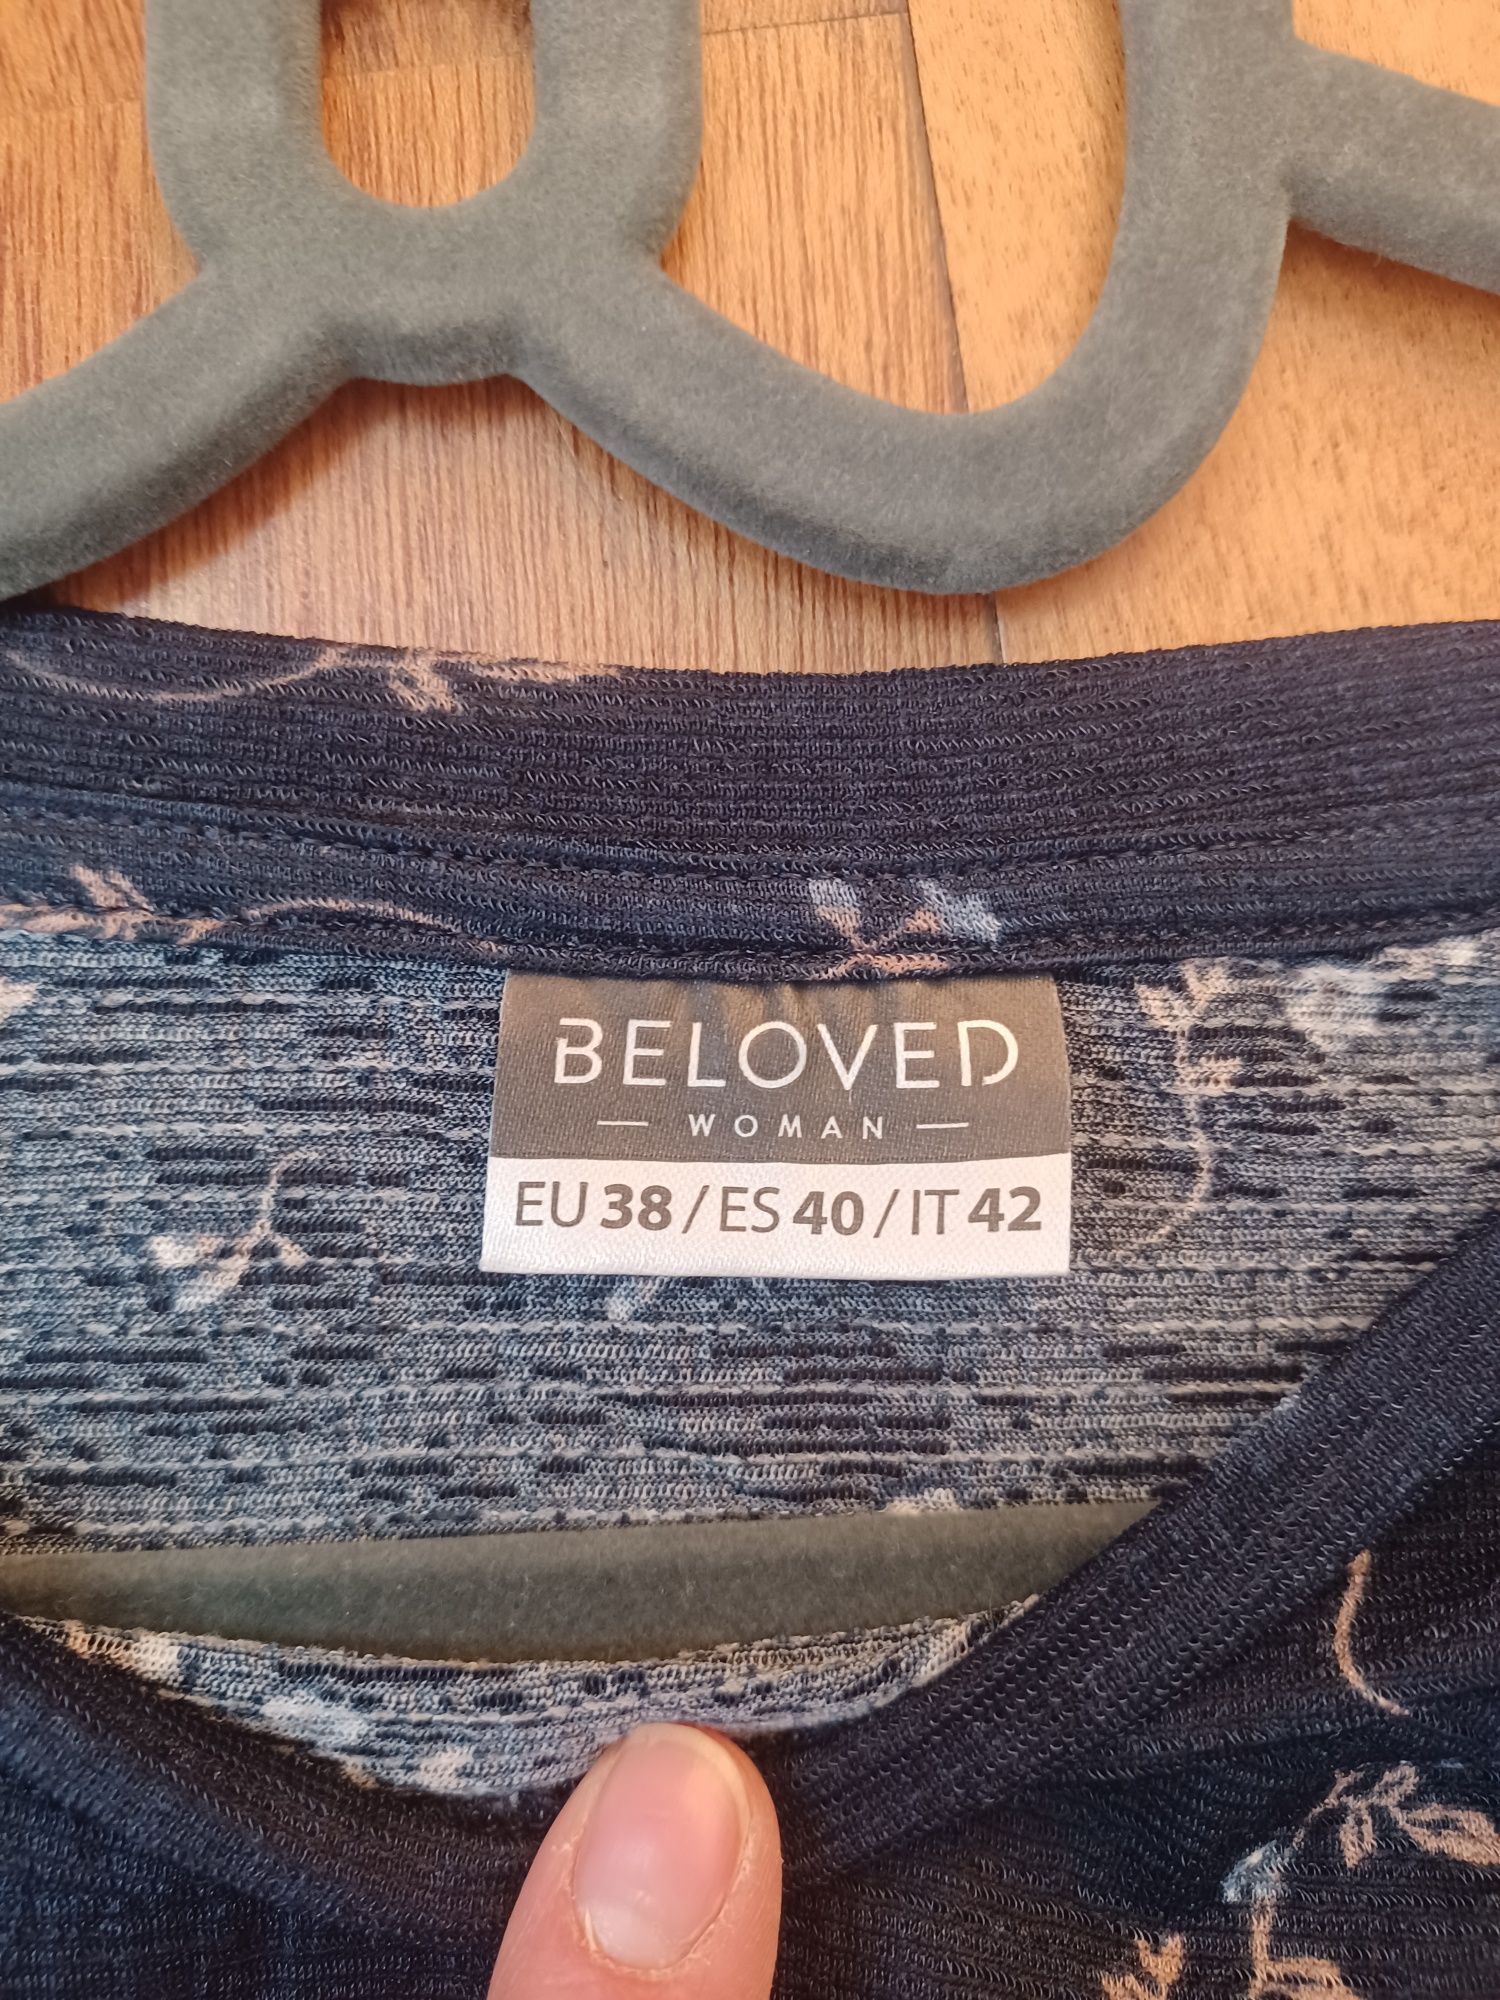 BELOVED
— WOMAN —
EU 38 / ES 40 / IT 42